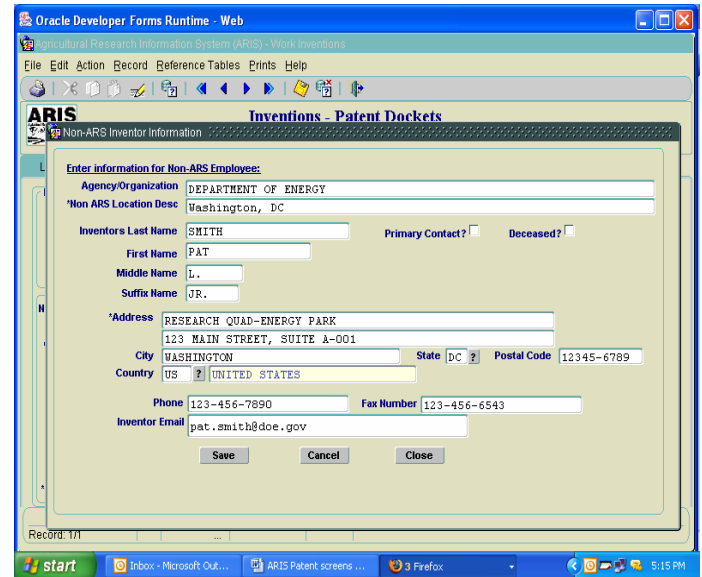 Oracle Developer Forms Runtime - Web
Agricultural Research Information System (ARIS) - Work Inventions
File Edit Action Record Reference Tables Prints Help
ARIS Inventions - Patent Dockets
Non-ARS Inventor Information
Enter information for Non-ARS Employee:
Agency/Organization DEPARTMENT OF ENERGY
*Non ARS Location Desc Washington, DC
Inventors Last Name SMITH Primary Contact? Deceased?
First Name PAT
Middle Name L.
Suffix Name JR.
*Address RESEARCH QUAD-ENERGY PARK
123 MAIN STREET, SUITE A-001
City WASHINGTON State DC ? Postal Code 12345-6789
Country US ? UNITED STATES
Phone 123-456-7890 Fax Number 123-456-6543
Inventor Email pat.smith@doe.gov
Save Cancel Close
Record: 1/1 ...
start Inbox - Microsoft Out... ARIS Patent screens ... 3 Firefox 5:15 PM